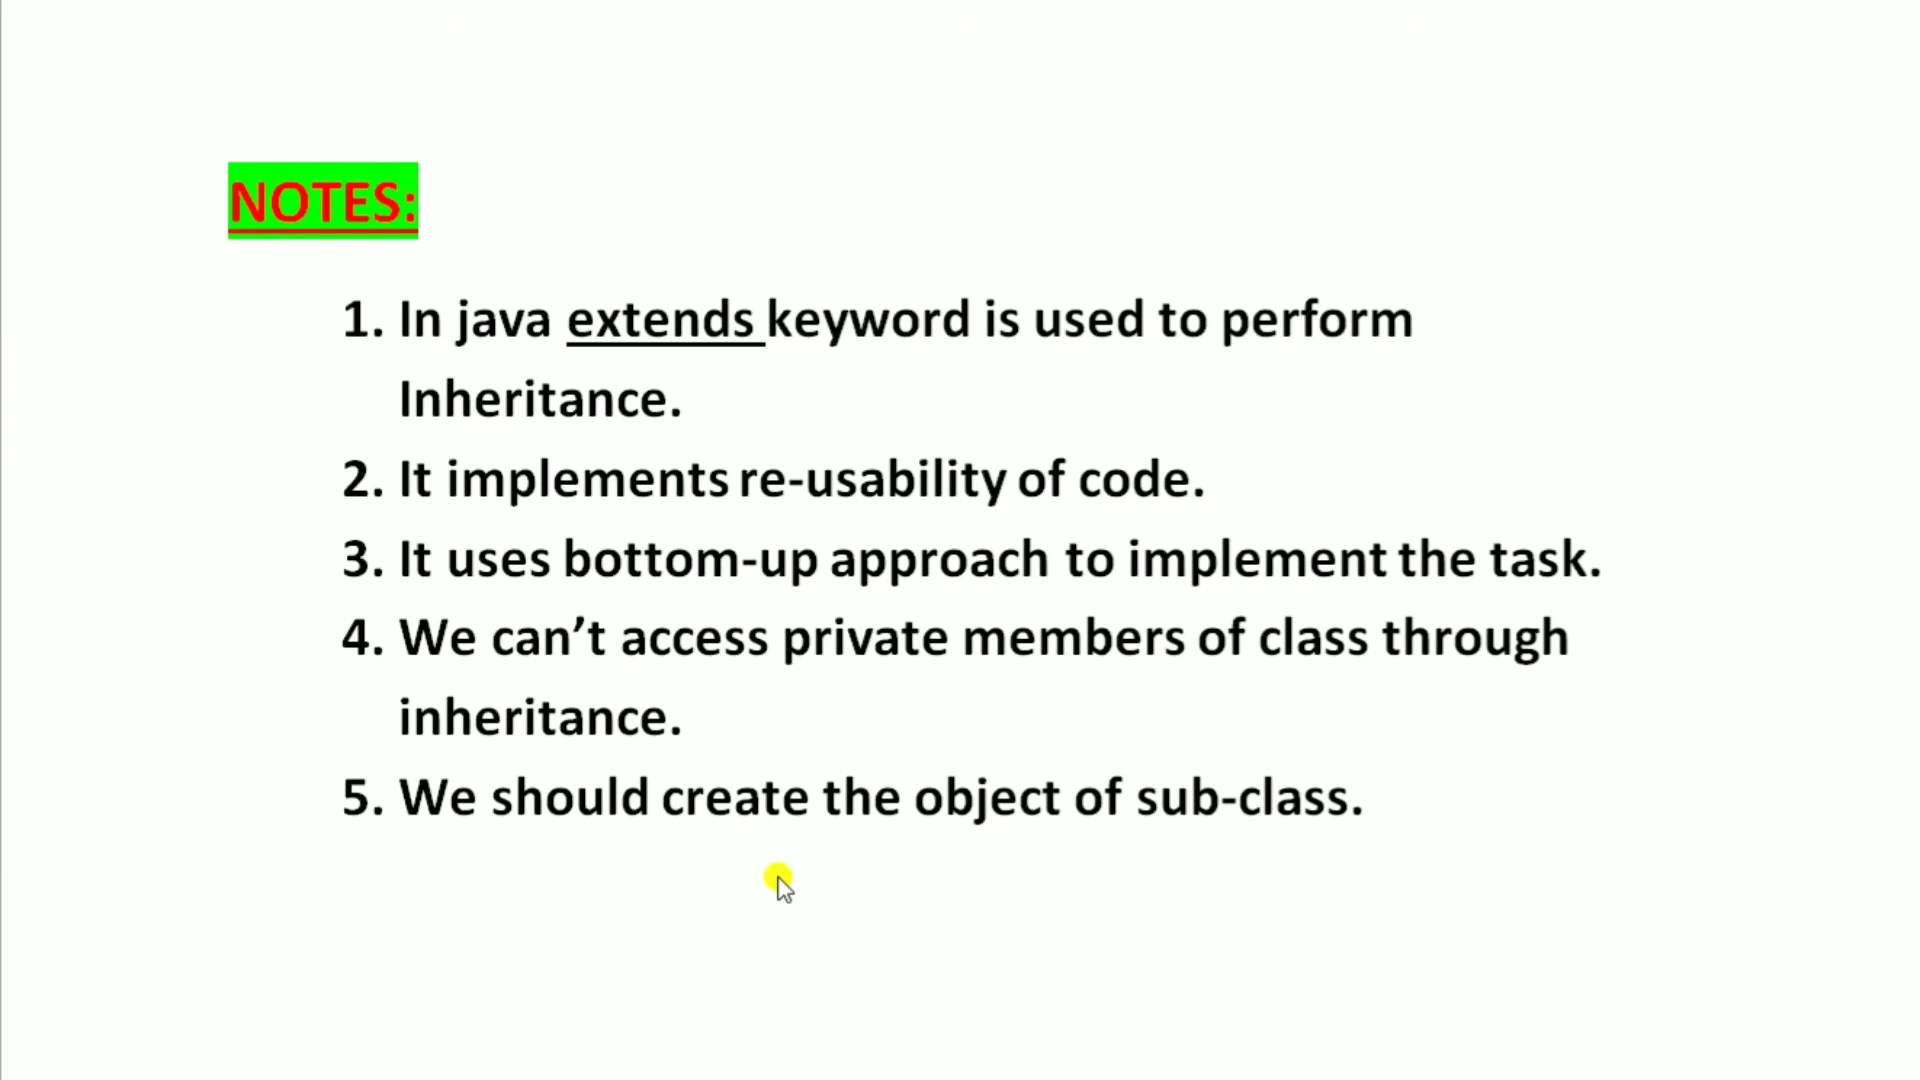 NOTES:
1. In java extends keyword is used to perform
Inheritance.
2. It implements re-usability of code.
3. It uses bottom-up approach to implement the task.
4. We can’t access private members of class through
inheritance.
5. We should create the object of sub-class.